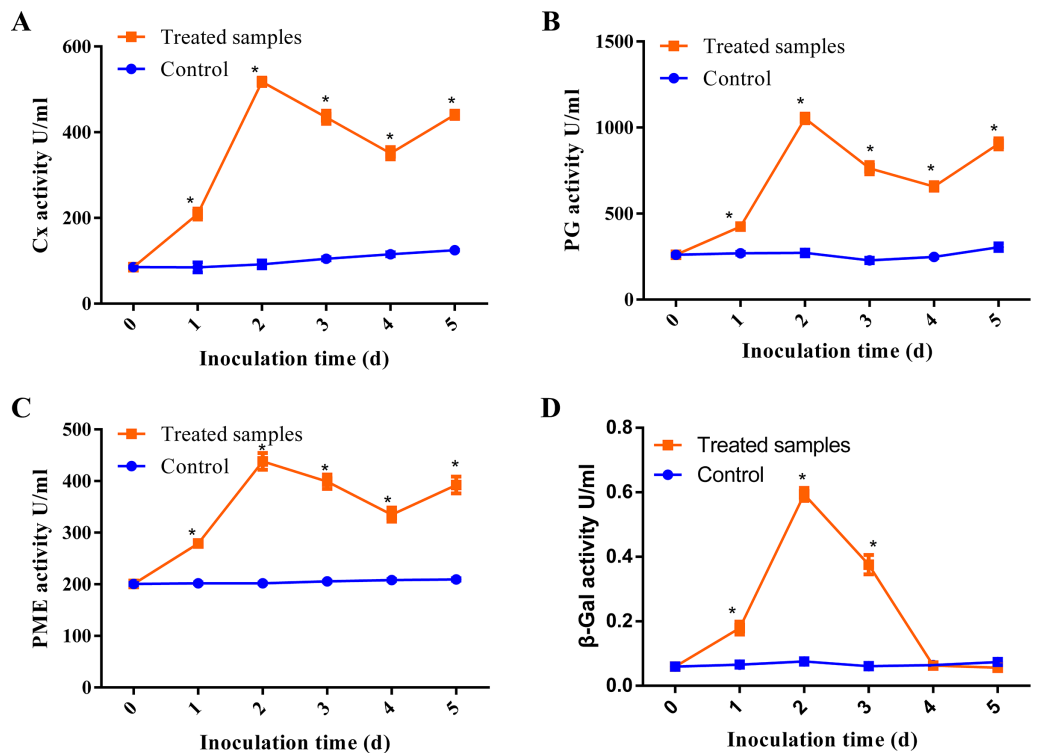 A
Treated samples
Control
Cx activity U/ml
600
400
200
0
* * * * *
0 1 2 3 4 5
Inoculation time (d)
B
Treated samples
Control
PG activity U/ml
1500
1000
500
0
* * * * *
0 1 2 3 4 5
Inoculation time (d)
C
Treated samples
Control
PME activity U/ml
500
400
300
200
100
0
* * * * *
0 1 2 3 4 5
Inoculation time (d)
D
Treated samples
Control
β-Gal activity U/ml
0.8
0.6
0.4
0.2
0.0
* * *
0 1 2 3 4 5
Inoculation time (d)